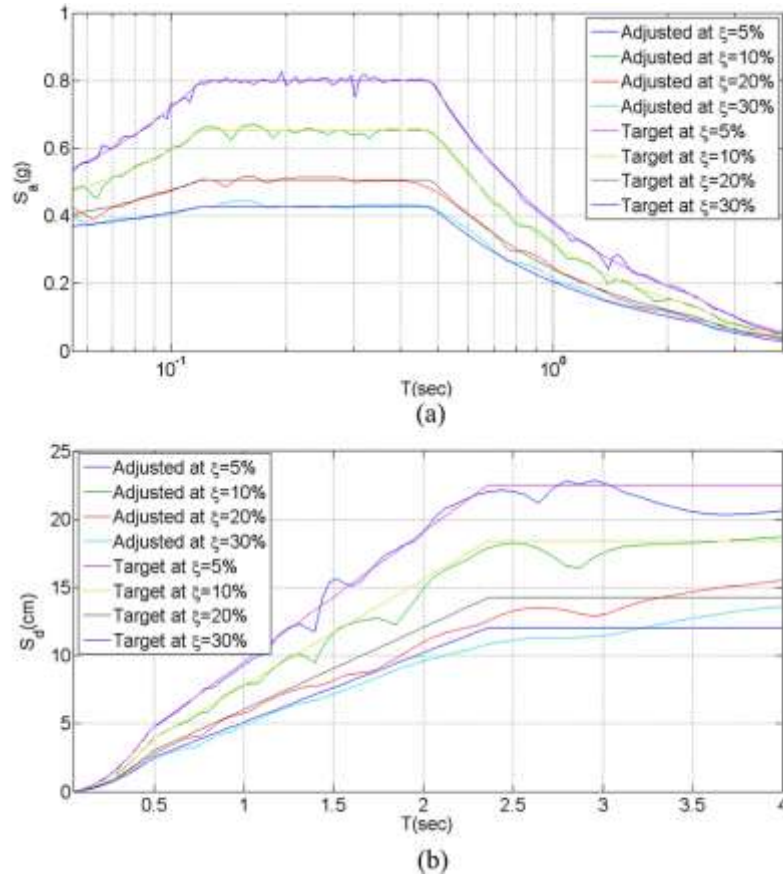 1
0.8
0.6
0.4
0.2
0
S_a(g)
10^-1
10^0
T(sec)
Adjusted at ξ=5%
Adjusted at ξ=10%
Adjusted at ξ=20%
Adjusted at ξ=30%
Target at ξ=5%
Target at ξ=10%
Target at ξ=20%
Target at ξ=30%
(a)
25
20
15
10
5
0
S_d(cm)
Adjusted at ξ=5%
Adjusted at ξ=10%
Adjusted at ξ=20%
Adjusted at ξ=30%
Target at ξ=5%
Target at ξ=10%
Target at ξ=20%
Target at ξ=30%
0.5 1 1.5 2 2.5 3 3.5 4
T(sec)
(b)